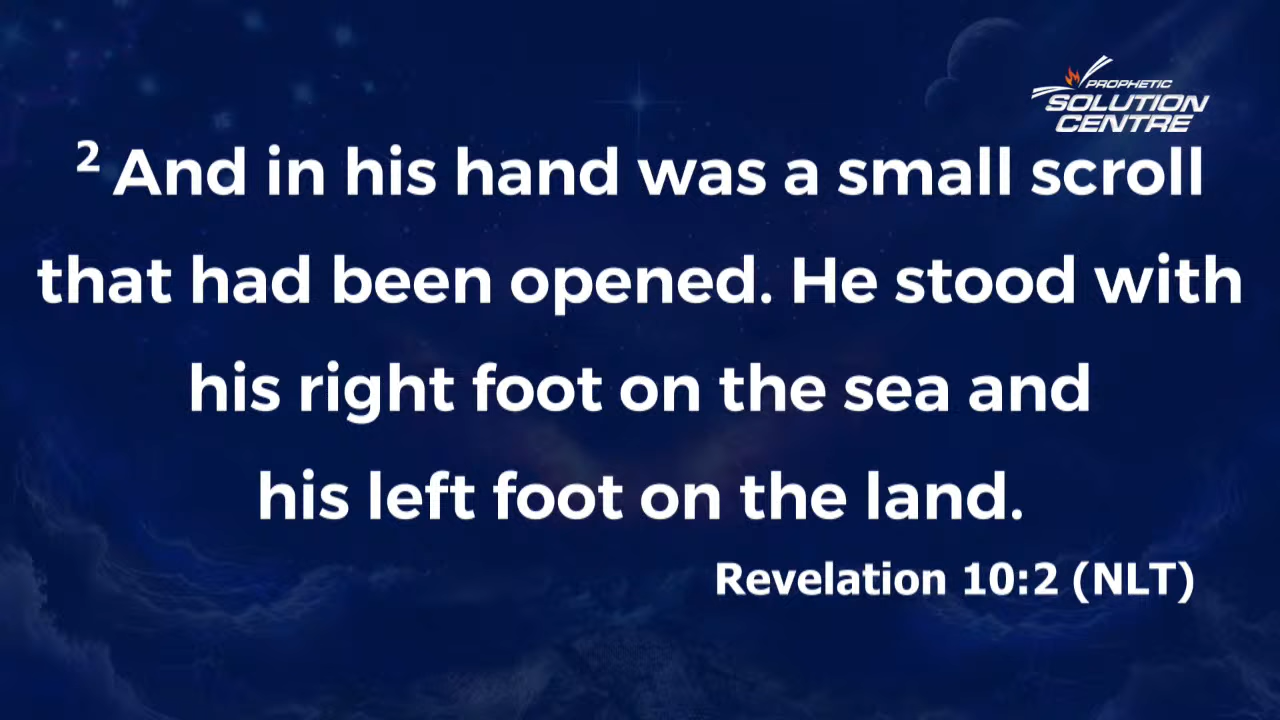 PROPHETIC
SOLUTION
CENTRE
² And in his hand was a small scroll
that had been opened. He stood with
his right foot on the sea and
his left foot on the land.
Revelation 10:2 (NLT)